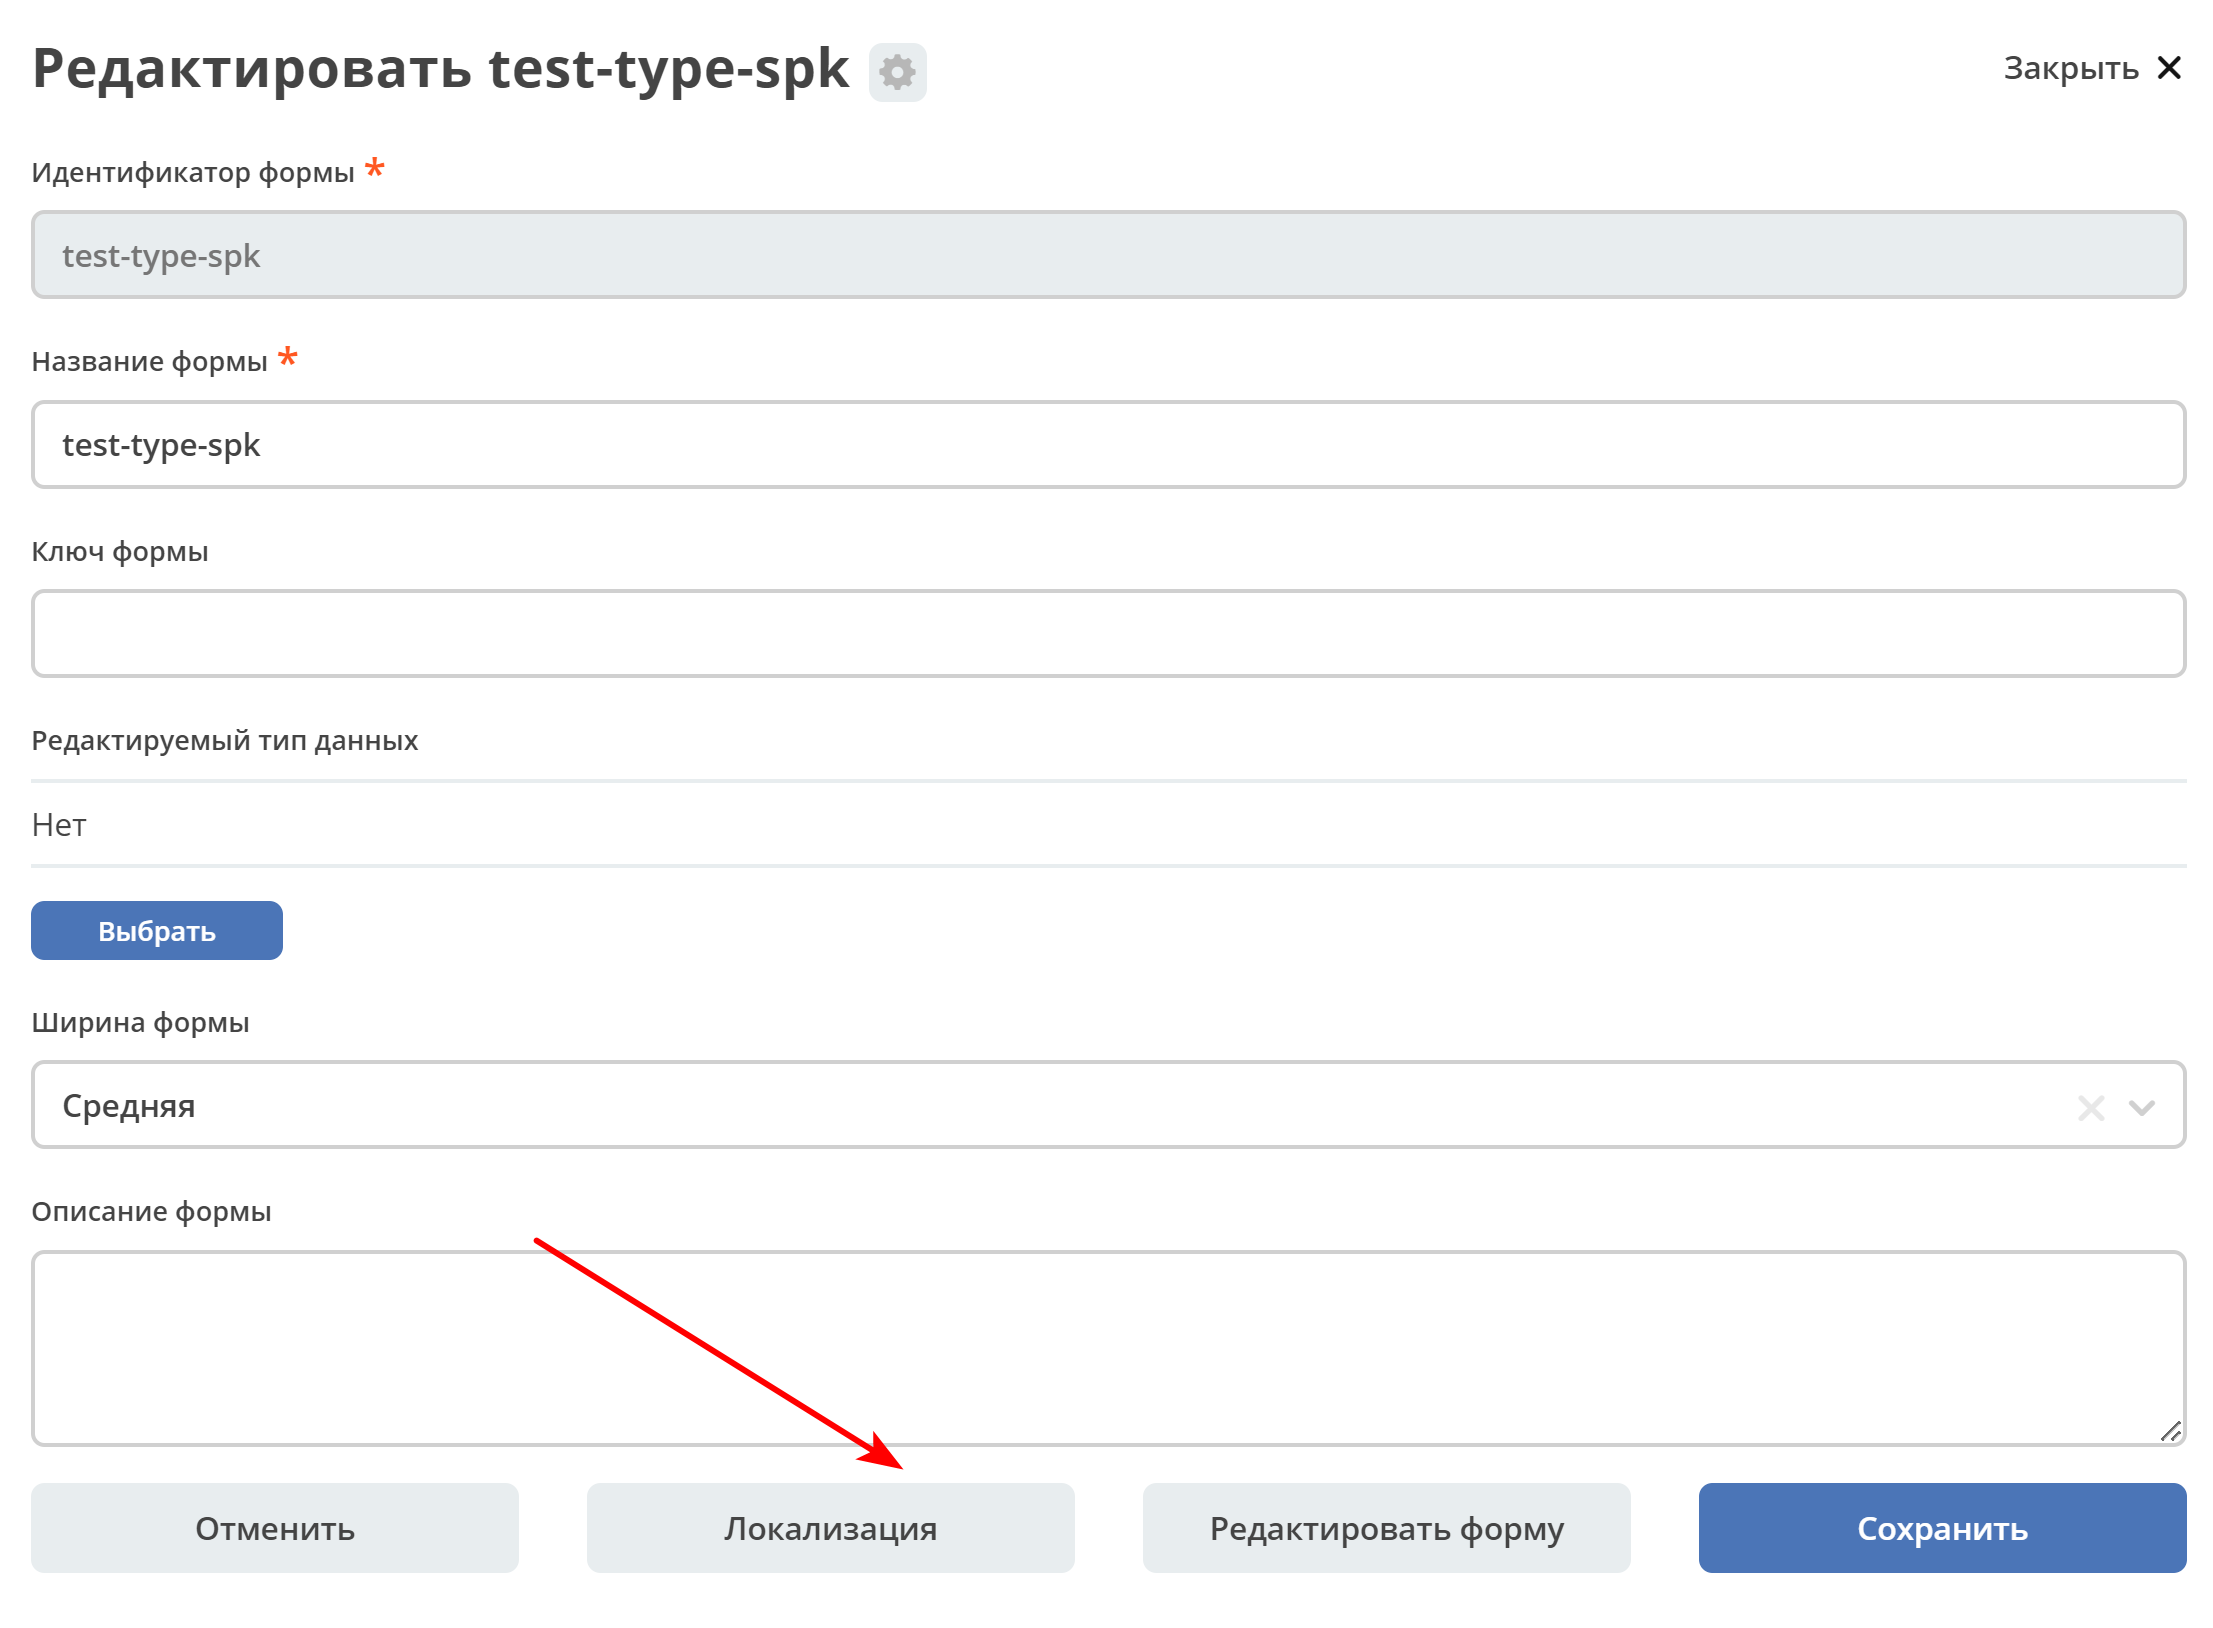 Редактировать test-type-spk
Закрыть
Идентификатор формы *
test-type-spk
Название формы *
test-type-spk
Ключ формы
Редактируемый тип данных
Нет
Выбрать
Ширина формы
Средняя
Описание формы
Отменить
Локализация
Редактировать форму
Сохранить